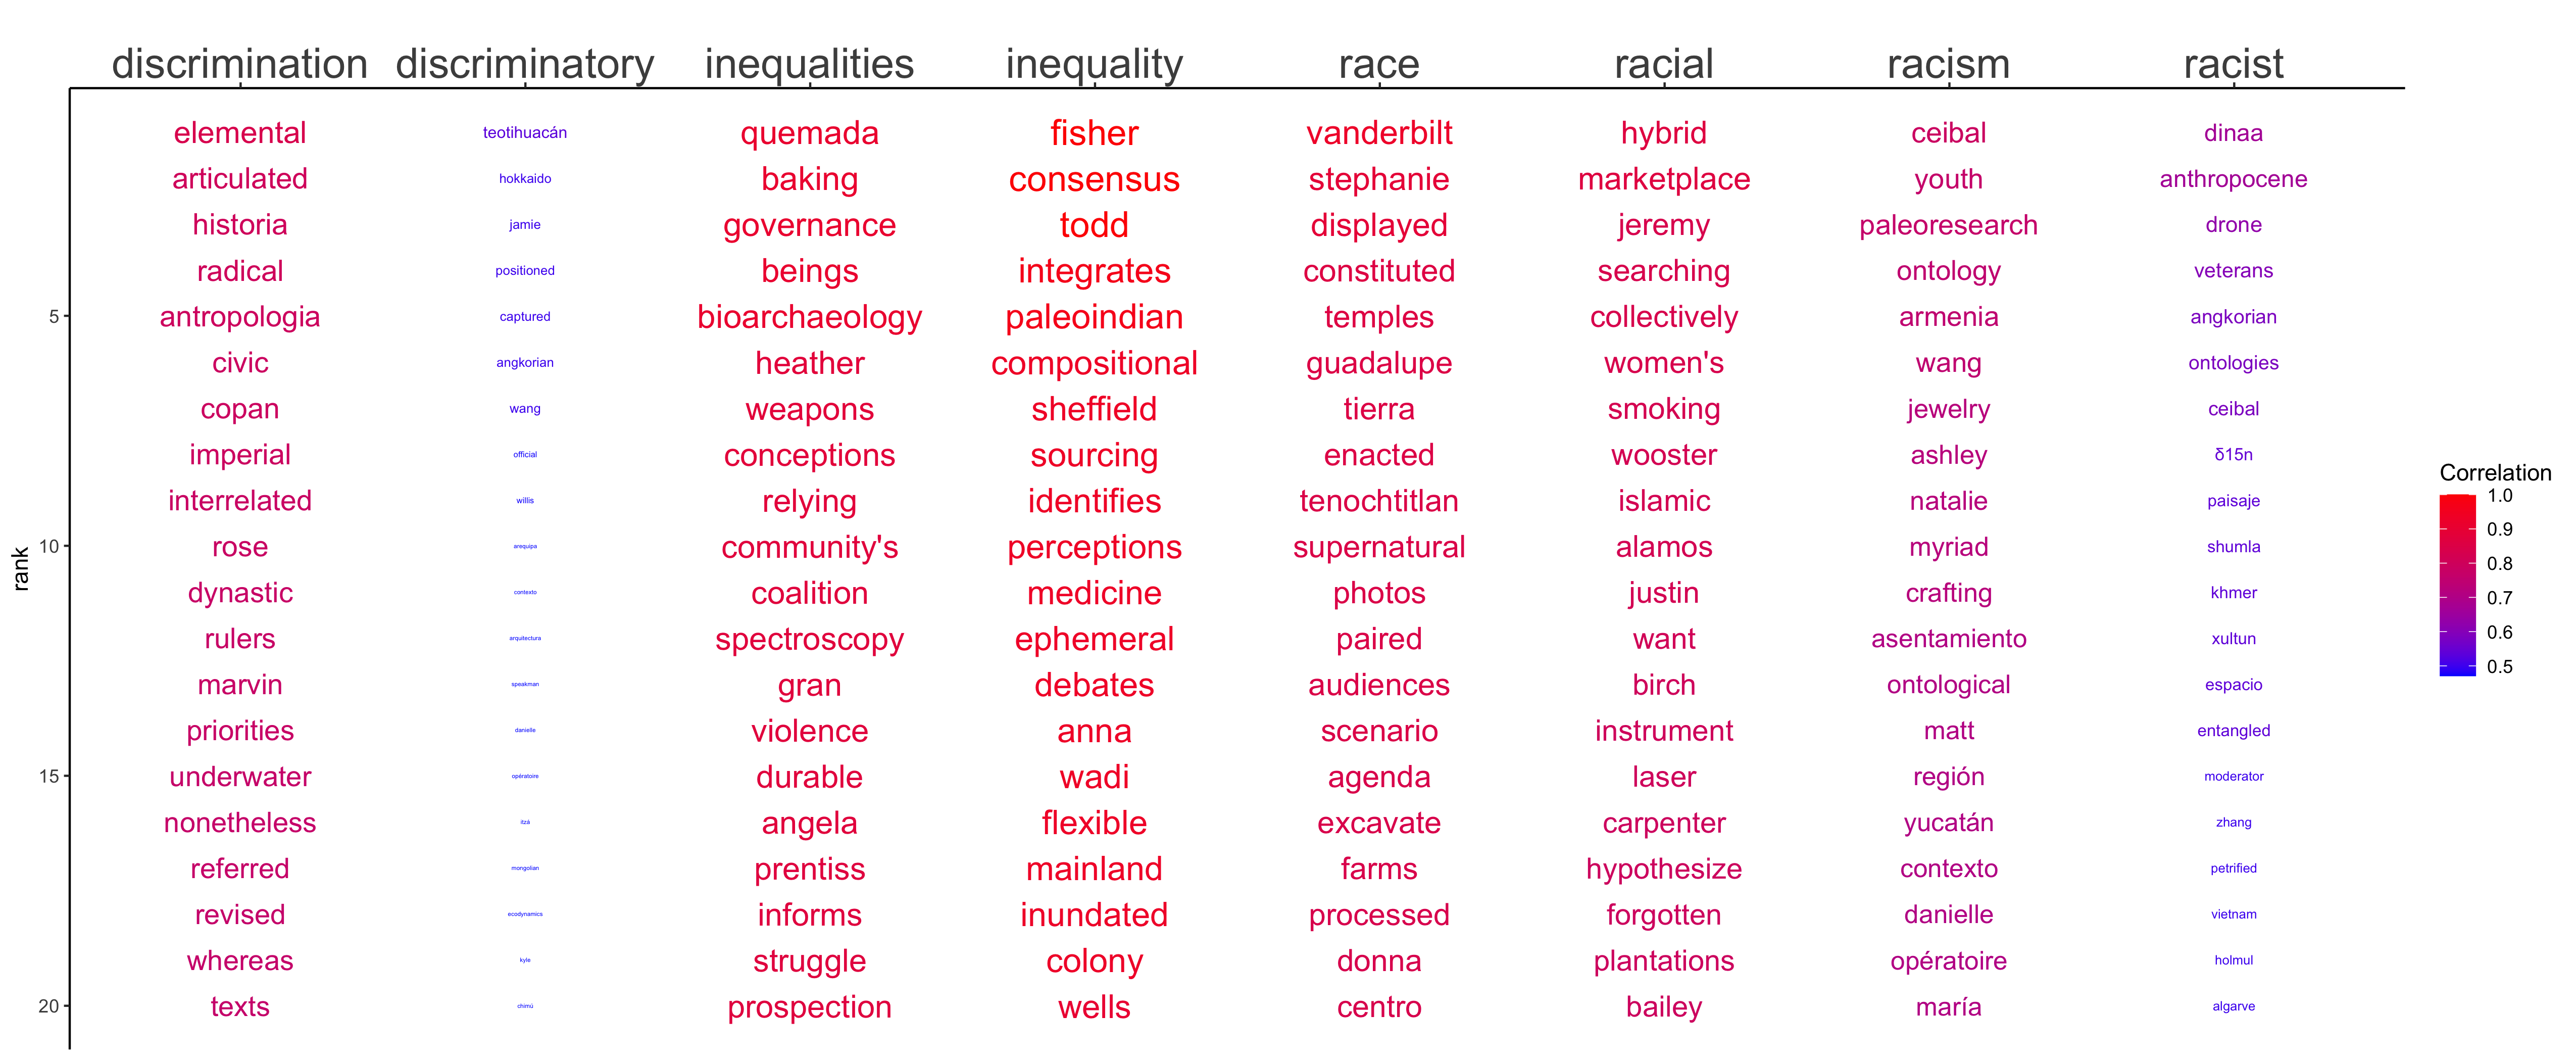 discrimination discriminatory inequalities inequality race racial racism racist
elemental teotihuacán quemada fisher vanderbilt hybrid ceibal dinaa
articulated hokkaido baking consensus stephanie marketplace youth anthropocene
historia jamie governance todd displayed jeremy paleoresearch drone
radical positioned beings integrates constituted searching ontology veterans
5 antropologia captured bioarchaeology paleoindian temples collectively armenia angkorian
civic angkorian heather compositional guadalupe women's wang ontologies
copan wang weapons sheffield tierra smoking jewelry ceibal
imperial official conceptions sourcing enacted wooster ashley δ15n
interrelated willis relying identifies tenochtitlan islamic natalie paisaje
10 rose arequipa community's perceptions supernatural alamos myriad shumla
dynastic contexto coalition medicine photos justin crafting khmer
rulers arquitectura spectroscopy ephemeral paired want asentamiento xultun
marvin speakman gran debates audiences birch ontological espacio
priorities danielle violence anna scenario instrument matt entangled
15 underwater opératoire durable wadi agenda laser región moderator
nonetheless itzá angela flexible excavate carpenter yucatán zhang
referred mongolian prentiss mainland farms hypothesize contexto petrified
revised ecodynamics informs inundated processed forgotten danielle vietnam
whereas kyle struggle colony donna plantations opératoire holmul
20 texts chimú prospection wells centro bailey maría algarve
rank
Correlation
1.0
0.9
0.8
0.7
0.6
0.5